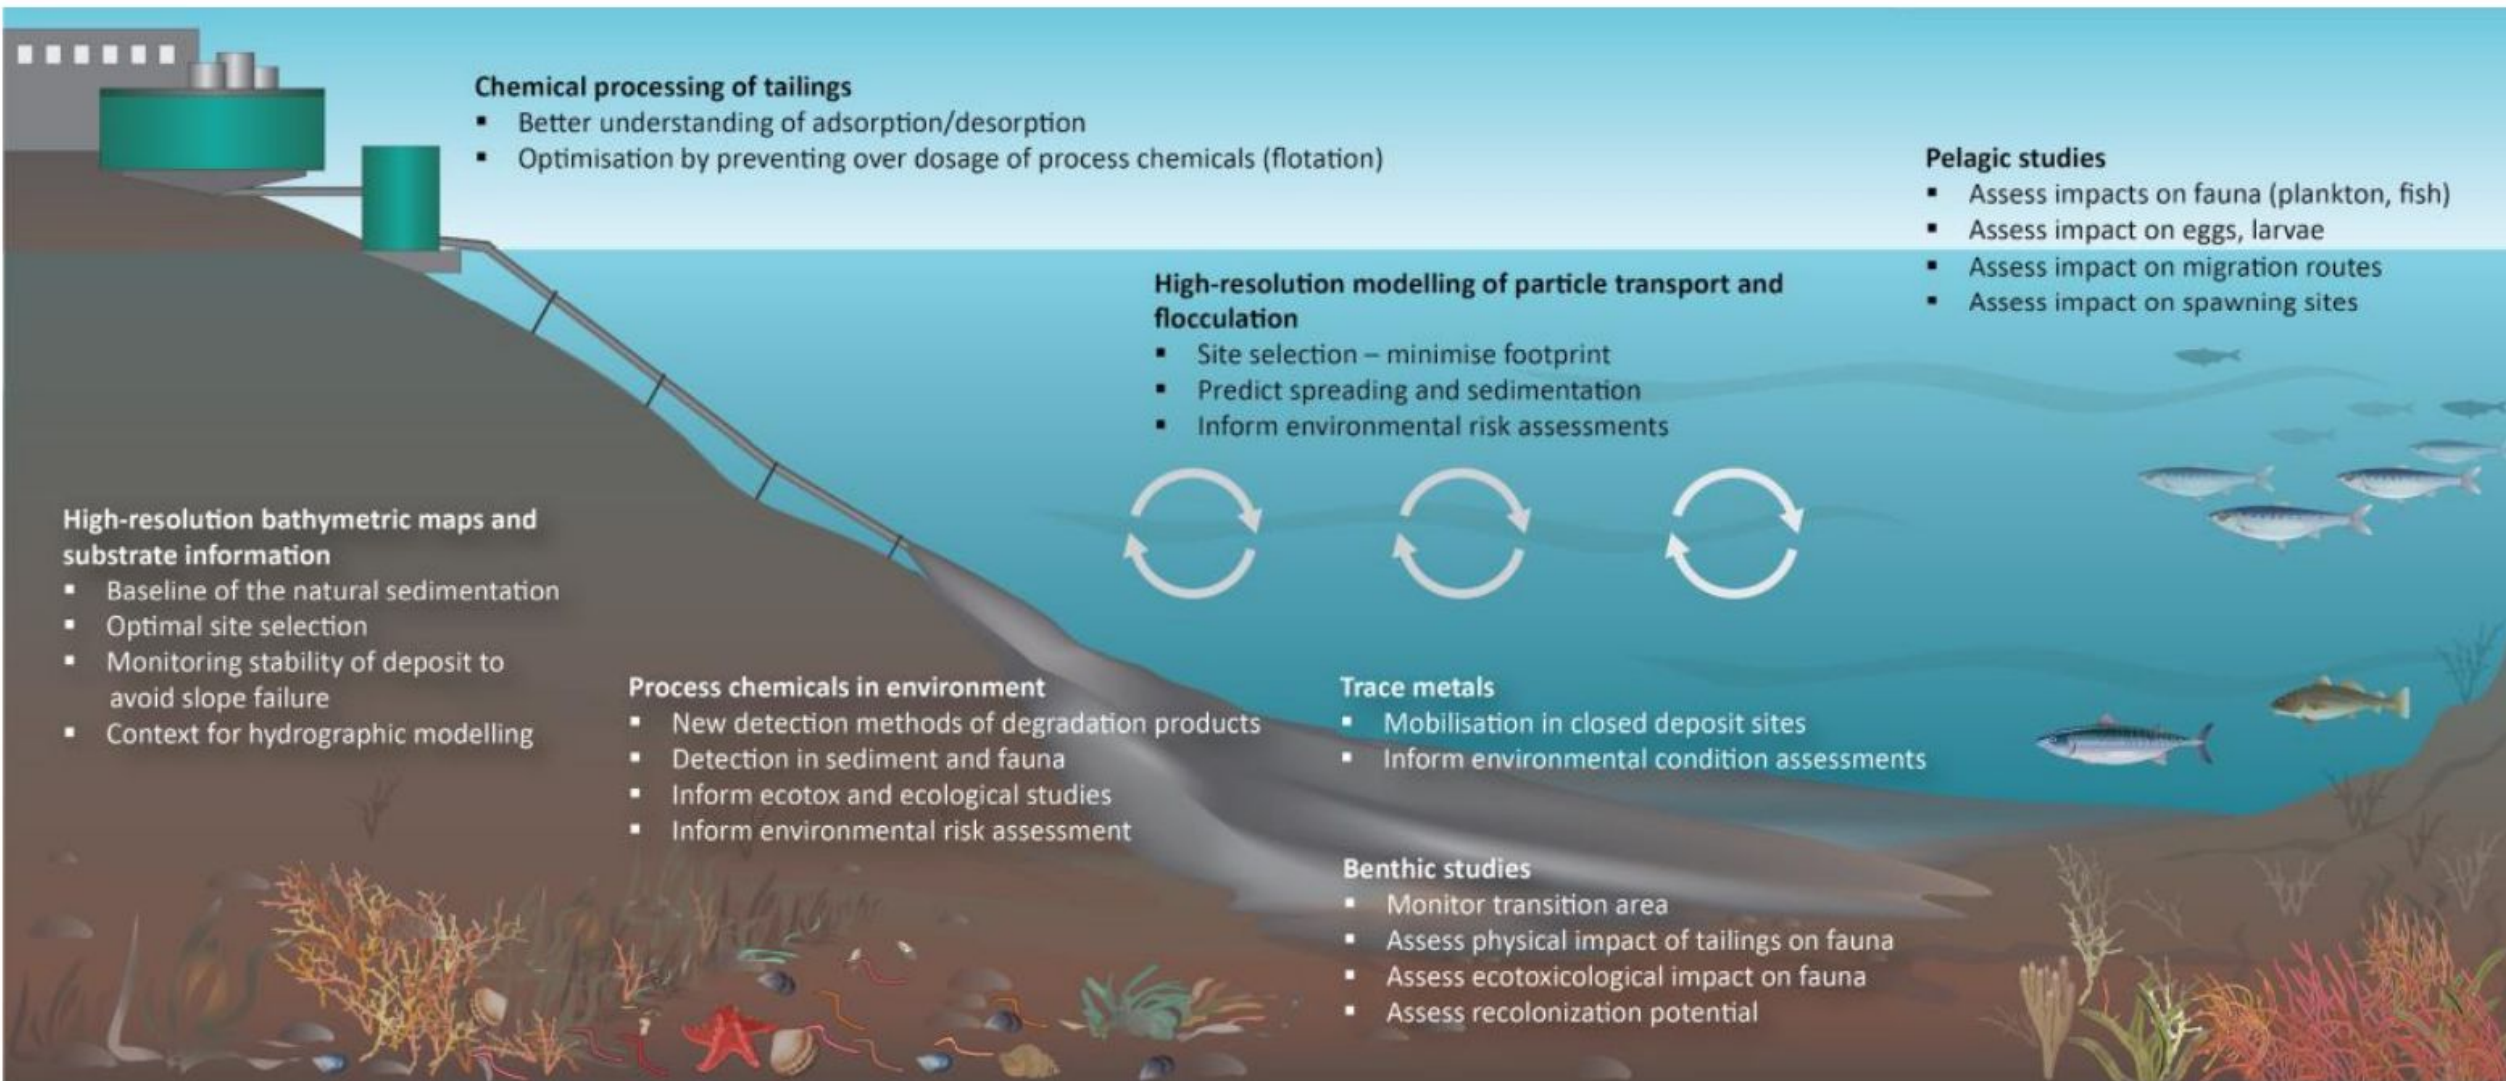 Chemical processing of tailings
▪ Better understanding of adsorption/desorption
▪ Optimisation by preventing over dosage of process chemicals (flotation)
Pelagic studies
▪ Assess impacts on fauna (plankton, fish)
▪ Assess impact on eggs, larvae
▪ Assess impact on migration routes
▪ Assess impact on spawning sites
High-resolution modelling of particle transport and
flocculation
▪ Site selection – minimise footprint
▪ Predict spreading and sedimentation
▪ Inform environmental risk assessments
High-resolution bathymetric maps and
substrate information
▪ Baseline of the natural sedimentation
▪ Optimal site selection
▪ Monitoring stability of deposit to
avoid slope failure
▪ Context for hydrographic modelling
Process chemicals in environment
▪ New detection methods of degradation products
▪ Detection in sediment and fauna
▪ Inform ecotox and ecological studies
▪ Inform environmental risk assessment
Trace metals
▪ Mobilisation in closed deposit sites
▪ Inform environmental condition assessments
Benthic studies
▪ Monitor transition area
▪ Assess physical impact of tailings on fauna
▪ Assess ecotoxicological impact on fauna
▪ Assess recolonization potential